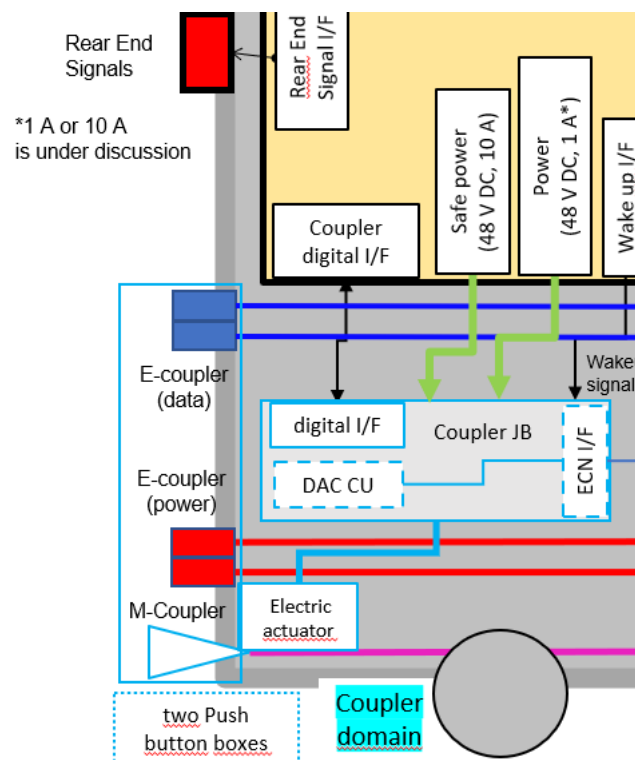 Rear End
Signals
*1 A or 10 A
is under discussion
Rear End
Signal I/F
Coupler
digital I/F
Safe power
(48 V DC, 10 A)
Power
(48 V DC, 1 A*)
Wake up I/F
E-coupler
(data)
Wake
signal
digital I/F
Coupler JB
DAC CU
ECN I/F
E-coupler
(power)
M-Coupler
Electric
actuator
two Push
button boxes
Coupler
domain